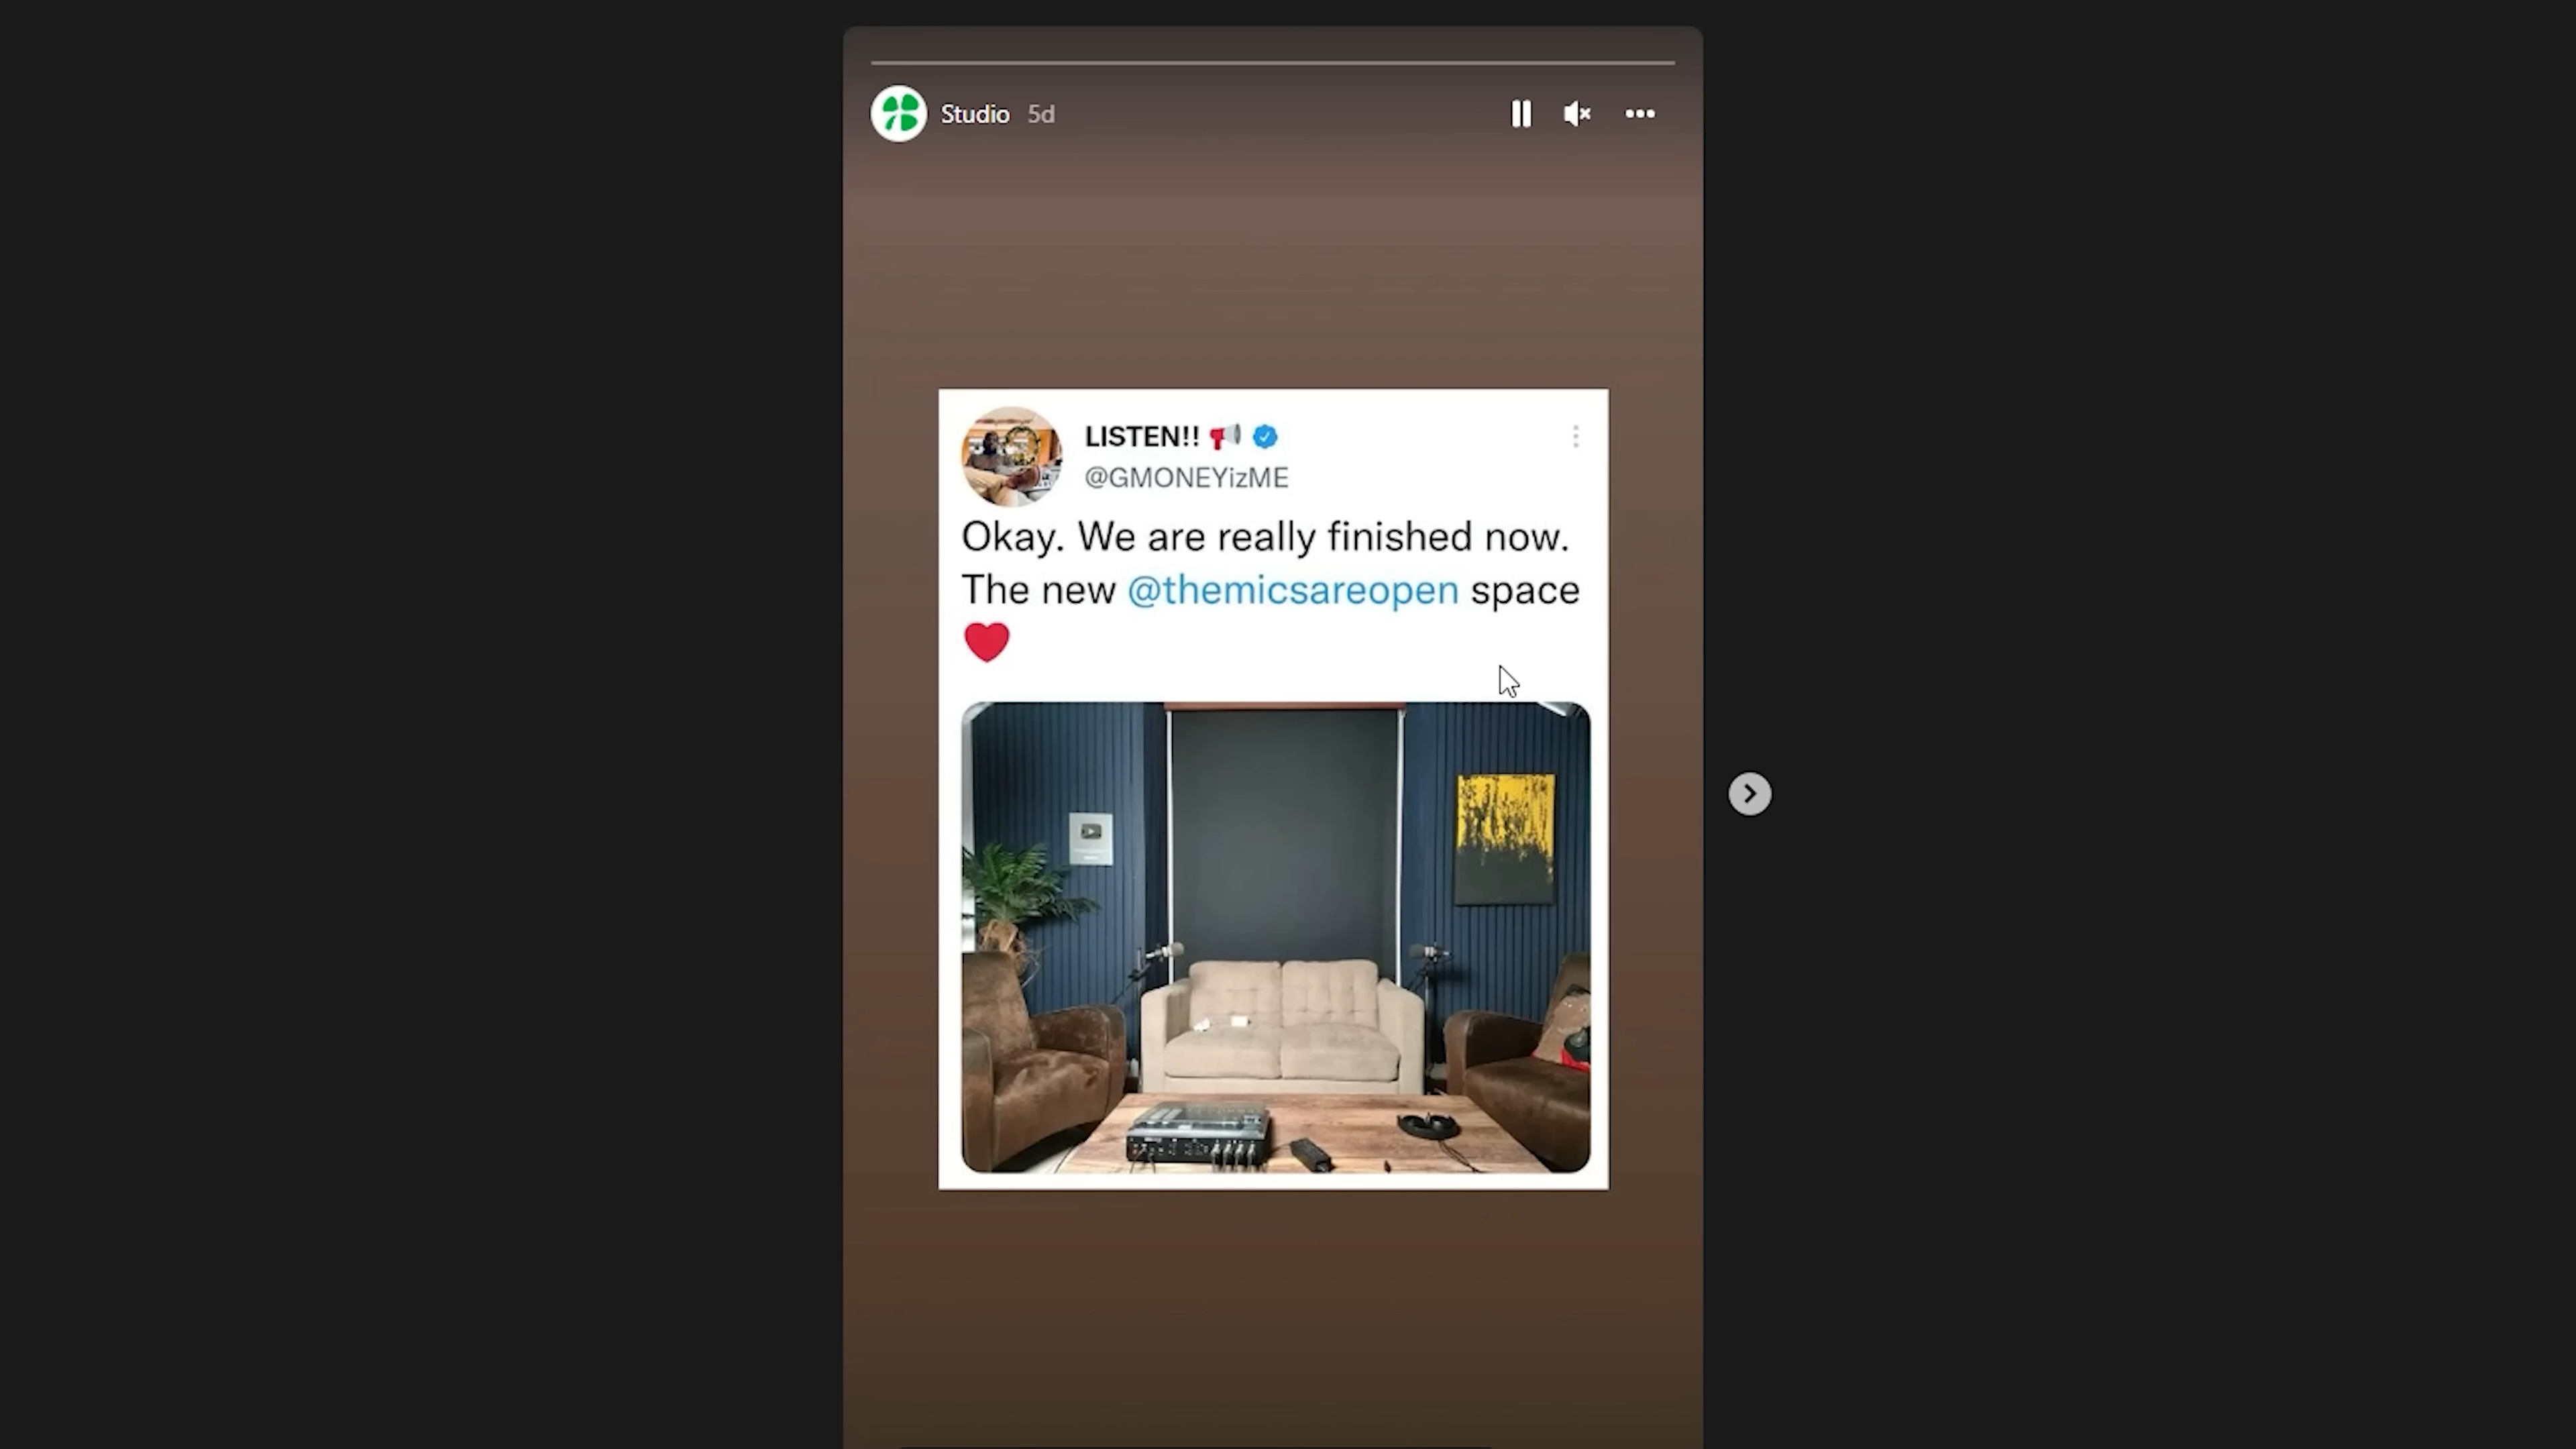 Studio 5d
LISTEN!!
@GMONEYizME
Okay. We are really finished now.
The new @themicsareopen space